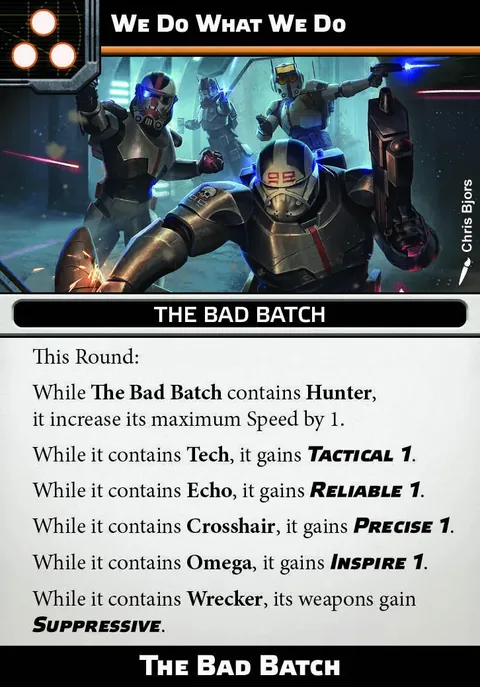 We Do What We Do
Chris Bjors
THE BAD BATCH
This Round:
While The Bad Batch contains Hunter,
it increase its maximum Speed by 1.
While it contains Tech, it gains Tactical 1.
While it contains Echo, it gains Reliable 1.
While it contains Crosshair, it gains Precise 1.
While it contains Omega, it gains Inspire 1.
While it contains Wrecker, its weapons gain
Suppressive.
The Bad Batch